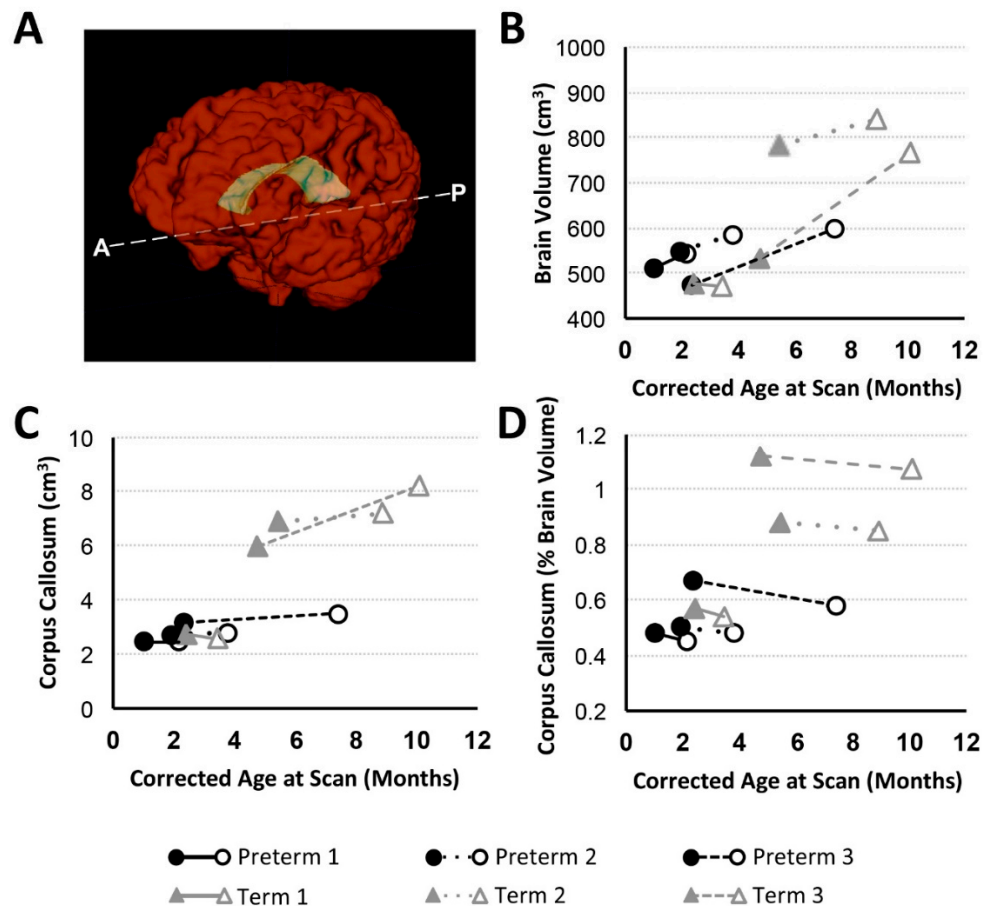 A
A
P
B
Brain Volume (cm³)
1000
900
800
700
600
500
400
0 2 4 6 8 10 12
Corrected Age at Scan (Months)
C
Corpus Callosum (cm³)
10
8
6
4
2
0
0 2 4 6 8 10 12
Corrected Age at Scan (Months)
D
Corpus Callosum (% Brain Volume)
1.2
1
0.8
0.6
0.4
0.2
0 2 4 6 8 10 12
Corrected Age at Scan (Months)
Preterm 1 Preterm 2 Preterm 3
Term 1 Term 2 Term 3